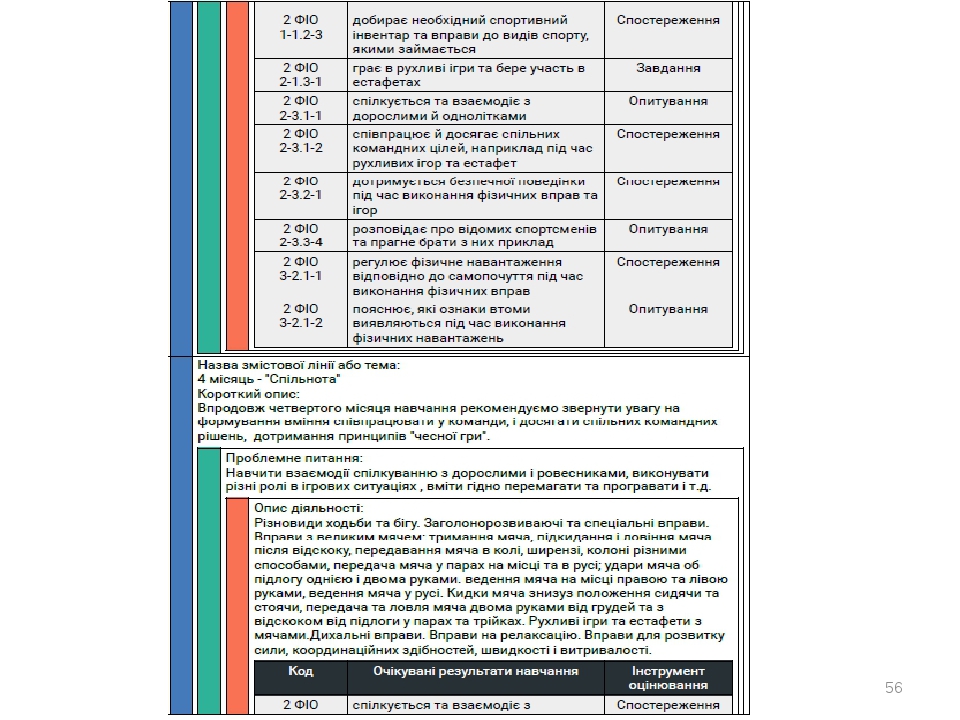 2 ФІО добирає необхідний спортивний Спостереження
1-1.2-3 інвентар та вправи до видів спорту,
якими займається
2 ФІО грає в рухливі ігри та бере участь в Завдання
2-1.3-1 естафетах
2 ФІО спілкується та взаємодіє з Опитування
2-3.1-1 дорослими й однолітками
2 ФІО співпрацює й досягає спільних Спостереження
2-3.1-2 командних цілей, наприклад під час
рухливих ігор та естафет
2 ФІО дотримується безпечної поведінки Спостереження
2-3.2-1 під час виконання фізичних вправ та
ігор
2 ФІО розповідає про відомих спортсменів Опитування
2-3.3-4 та прагне брати з них приклад
2 ФІО регулює фізичне навантаження Спостереження
3-2.1-1 відповідно до самопочуття під час
виконання фізичних вправ
2 ФІО пояснює, які ознаки втоми Опитування
3-2.1-2 виявляються під час виконання
фізичних навантажень
Назва змістової лінії або тема:
4 місяць - "Спільнота"
Короткий опис:
Впродовж четвертого місяця навчання рекомендуємо звернути увагу на
формування вміння співпрацювати у команди, і досягати спільних командних
рішень, дотримання принципів "чесної гри".
Проблемне питання:
Навчити взаємодії спілкуванню з дорослими і ровесниками, виконувати
різні ролі в ігрових ситуаціях , вміти гідно перемагати та програвати і т.д.
Опис діяльності:
Різновиди ходьби та бігу. Заголонорозвиваючі та спеціальні вправи.
Вправи з великим мячем: тримання мяча, підкидання і ловіння мяча
після відскоку, передавання мяча в колі, ширензі, колоні різними
способами, передача мяча у парах на місці та в русі; удари мяча об
підлогу однією і двома руками. ведення мяча на місці правою та лівою
руками, ведення мяча у русі. Кидки мяча знизуз положення сидячи та
стоячи, передача та ловля мяча двома руками від грудей та з
відскоком від підлоги у парах та трійках. Рухливі ігри та естафети з
мячами.Дихальні вправи. Вправи на релаксацію. Вправи для розвитку
сили, координаційних здібностей, швидкості і витривалості.
Код Очікувані результати навчання Інструмент
оцінювання
2 ФІО спілкується та взаємодіє з Спостереження
56